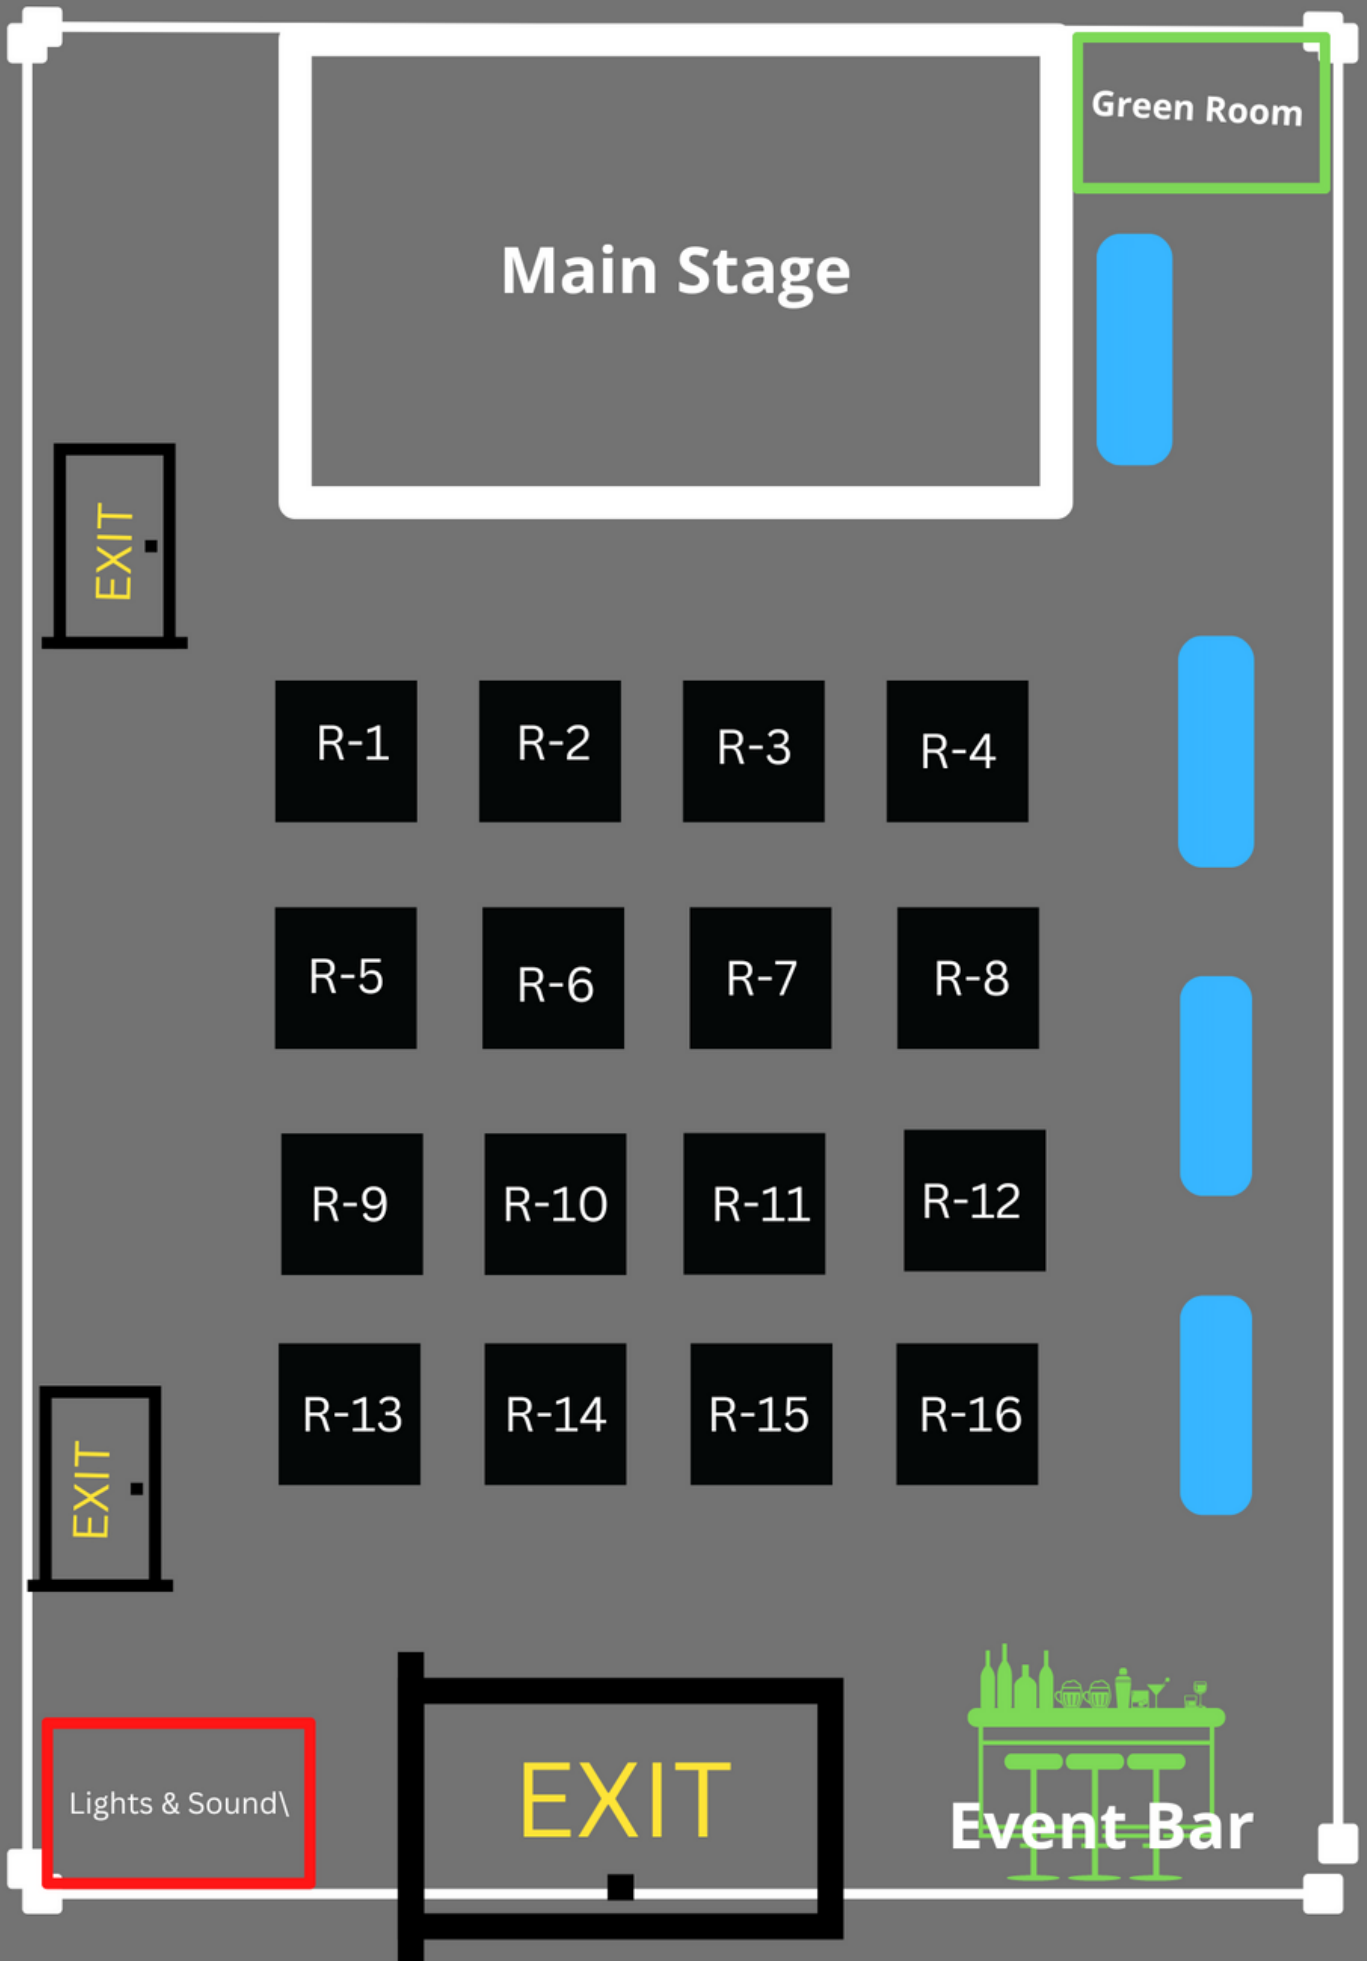 Green Room
Main Stage
EXIT
R-1
R-2
R-3
R-4
R-5
R-6
R-7
R-8
R-9
R-10
R-11
R-12
R-13
R-14
R-15
R-16
EXIT
Lights & Sound\
EXIT
Event Bar